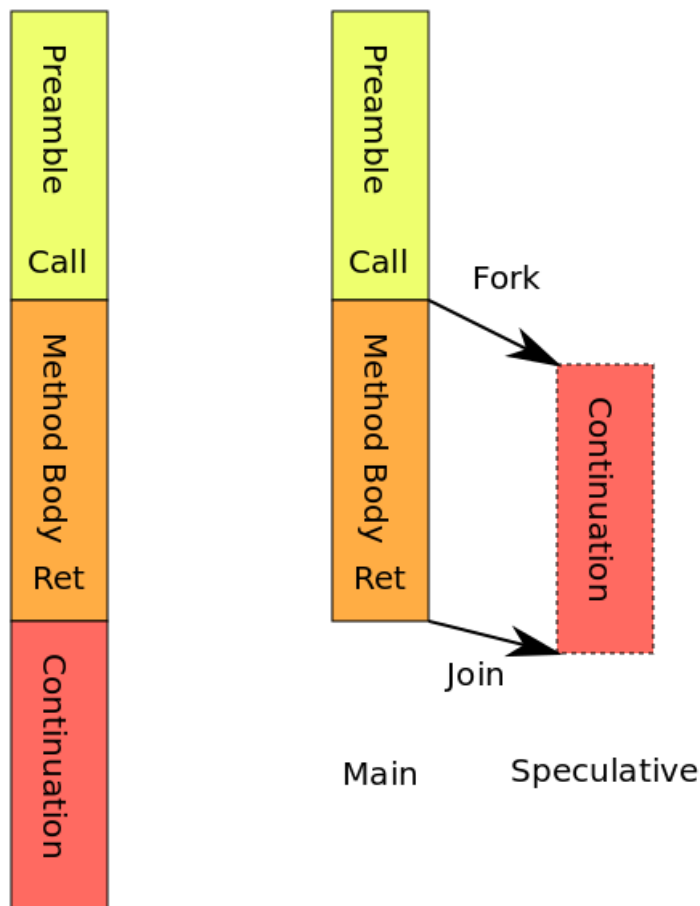 Preamble
Call
Method Body
Ret
Continuation
Preamble
Call
Method Body
Ret
Fork
Continuation
Join
Main
Speculative